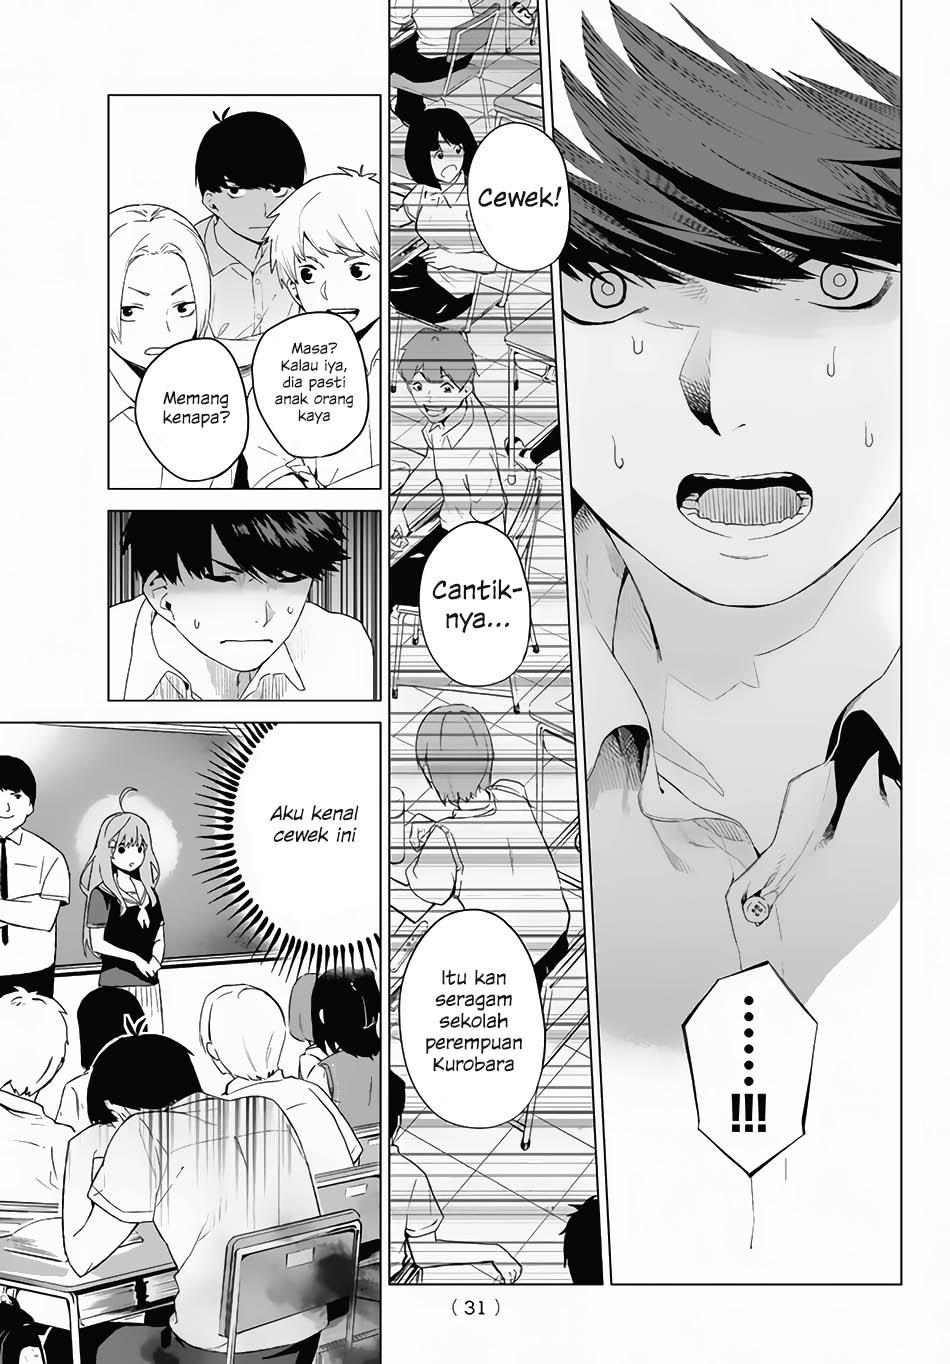 ......
!!!
Cewek!
Cantik-
nya...
Itu kan
seragam
sekolah
perempuan
Kurobara
Masa?
Kalau iya,
dia pasti
anak orang
kaya
Memang
kenapa?
Aku kenal
cewek ini
( 31 )